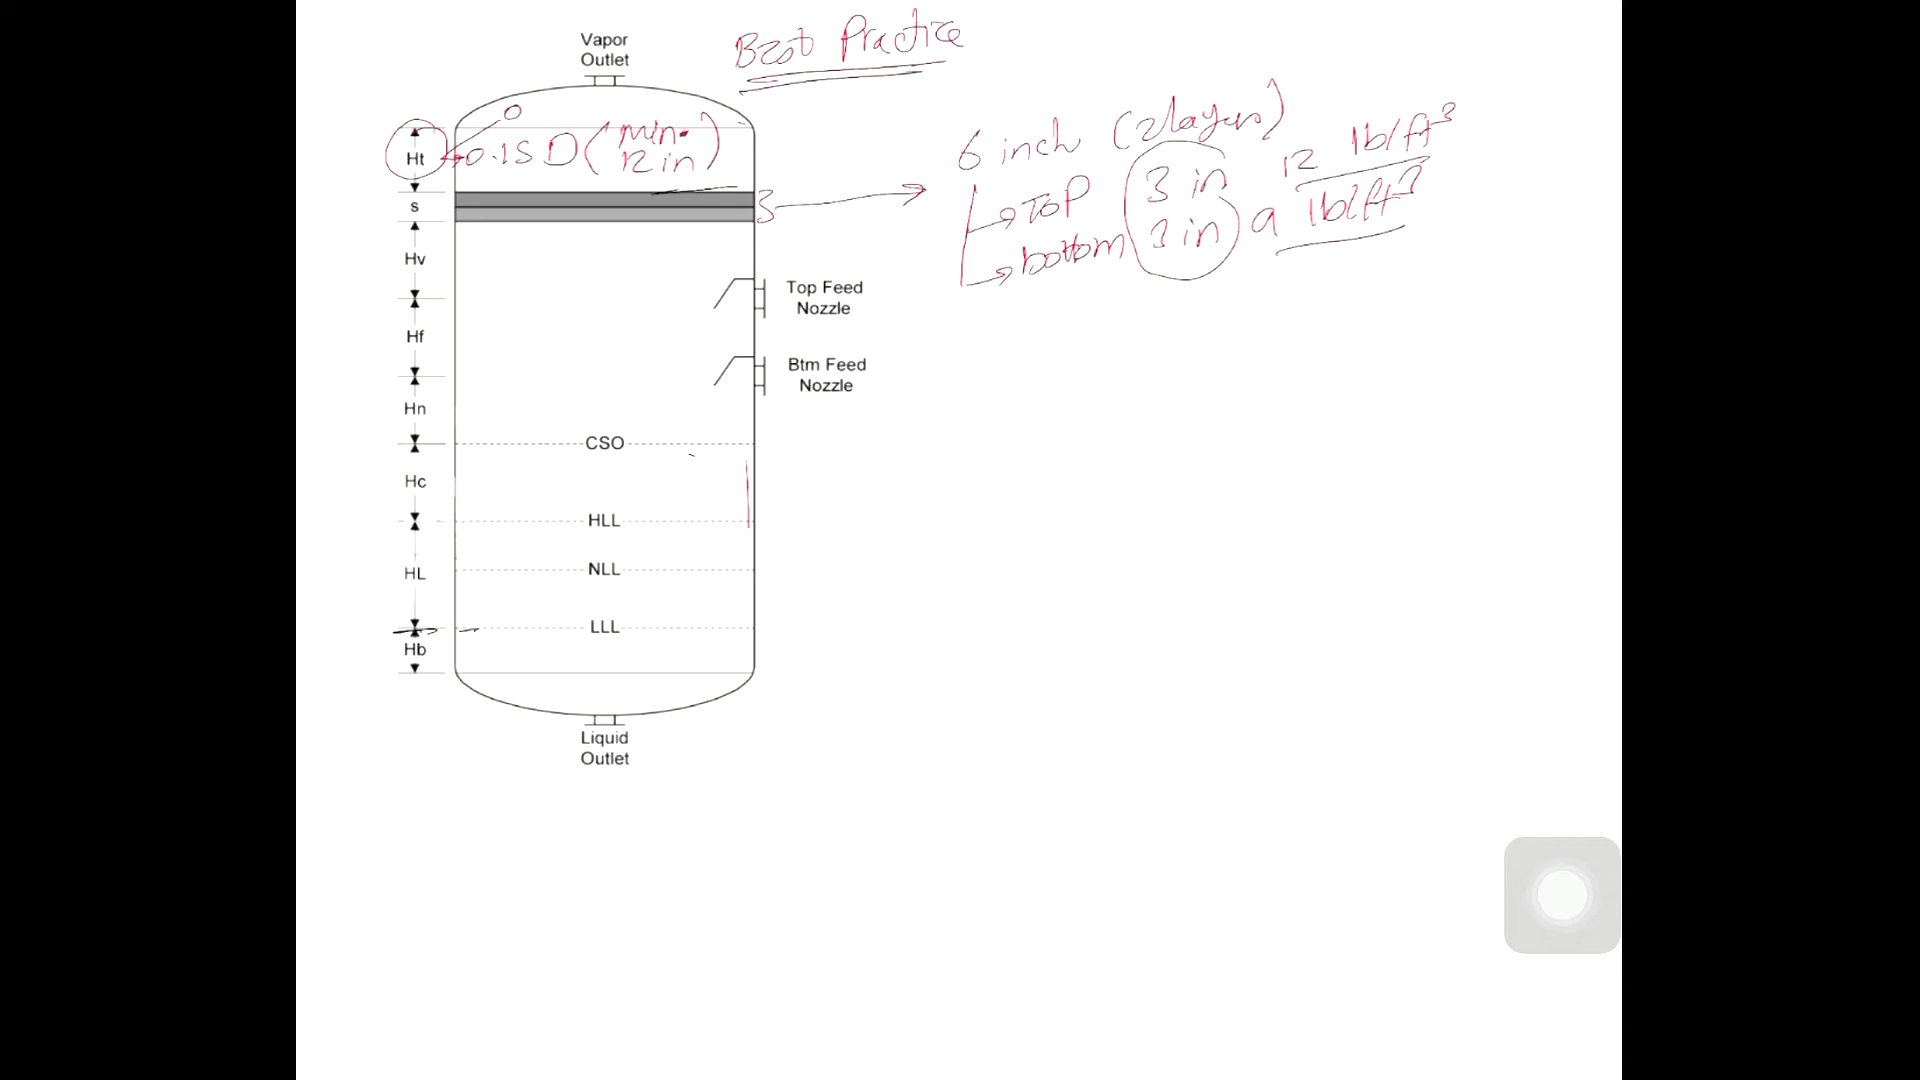 Vapor
Outlet
Best Practice
Ht
0.15 D (min.
12 in)
6 inch (2 layers)
TOP 3 in 12 lb/ft³
bottom 3 in 9 lb/ft³
S
Hv
Top Feed
Nozzle
Hf
Btm Feed
Nozzle
Hn
CSO
Hc
HLL
NLL
HL
LLL
Hb
Liquid
Outlet